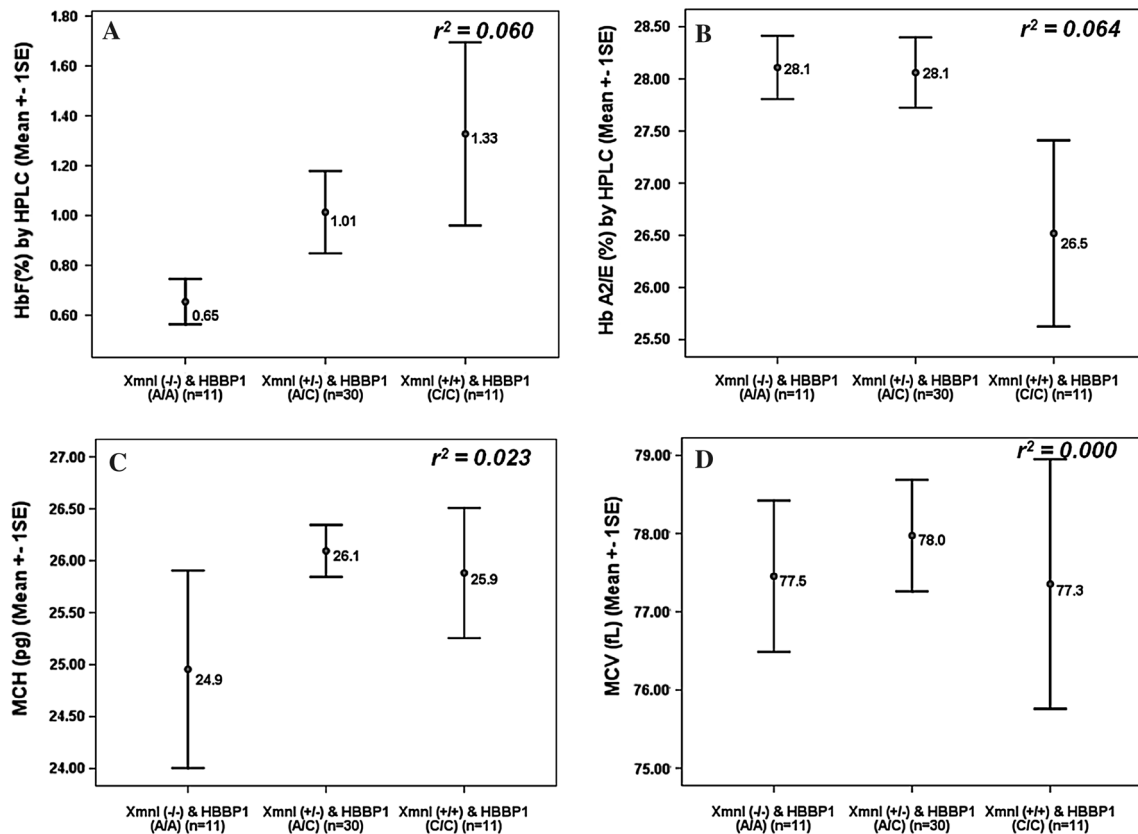 A
r² = 0.060
HbF(%) by HPLC (Mean +- 1SE)
1.80
1.60
1.40
1.20
1.00
0.80
0.60
0.65
1.01
1.33
XmnI (-/-) & HBBP1 (A/A) (n=11)
XmnI (+/-) & HBBP1 (A/C) (n=30)
XmnI (+/+) & HBBP1 (C/C) (n=11)
B
r² = 0.064
Hb A2/E (%) by HPLC (Mean +- 1SE)
28.50
28.00
27.50
27.00
26.50
26.00
25.50
28.1
28.1
26.5
XmnI (-/-) & HBBP1 (A/A) (n=11)
XmnI (+/-) & HBBP1 (A/C) (n=30)
XmnI (+/+) & HBBP1 (C/C) (n=11)
C
r² = 0.023
MCH (pg) (Mean +- 1SE)
27.00
26.50
26.00
25.50
25.00
24.50
24.00
24.9
26.1
25.9
XmnI (-/-) & HBBP1 (A/A) (n=11)
XmnI (+/-) & HBBP1 (A/C) (n=30)
XmnI (+/+) & HBBP1 (C/C) (n=11)
D
r² = 0.000
MCV (fL) (Mean +- 1SE)
79.00
78.00
77.00
76.00
75.00
77.5
78.0
77.3
XmnI (-/-) & HBBP1 (A/A) (n=11)
XmnI (+/-) & HBBP1 (A/C) (n=30)
XmnI (+/+) & HBBP1 (C/C) (n=11)